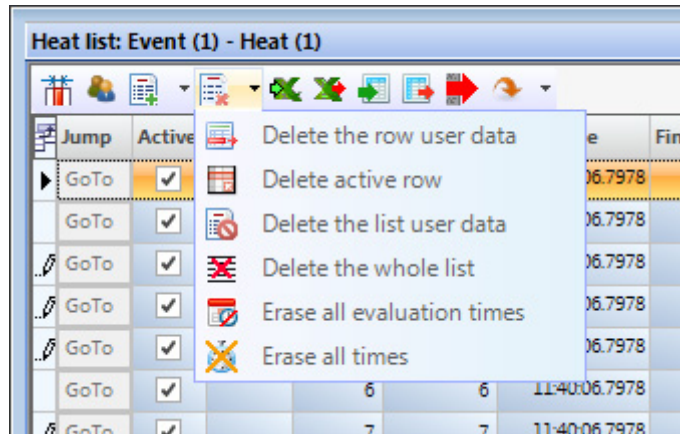 Heat list: Event (1) - Heat (1)
Jump Active e Fin
GoTo 06.7978
GoTo 06.7978
GoTo 06.7978
GoTo 06.7978
GoTo 06.7978
GoTo 6 6 11:40:06.7978
GoTo 7 7 11:40:06.7978
Delete the row user data
Delete active row
Delete the list user data
Delete the whole list
Erase all evaluation times
Erase all times